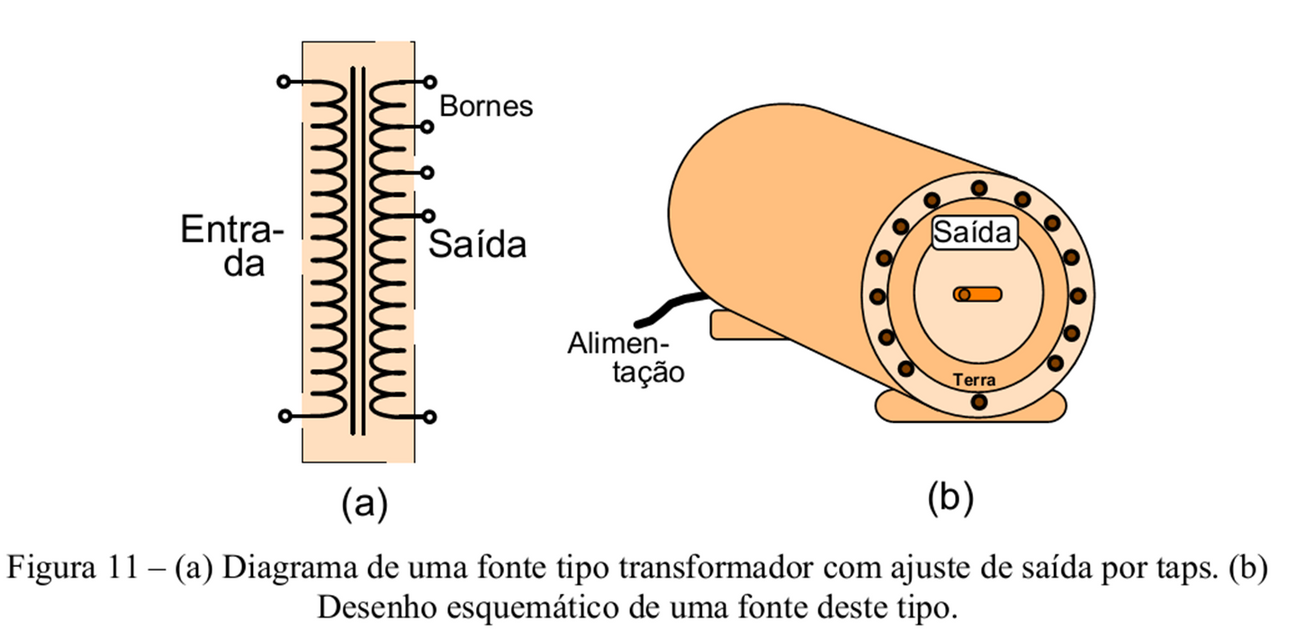 Bornes
Entra-
da
Saída
(a)
Saída
Alimen-
tação
Terra
(b)
Figura 11 – (a) Diagrama de uma fonte tipo transformador com ajuste de saída por taps. (b)
Desenho esquemático de uma fonte deste tipo.